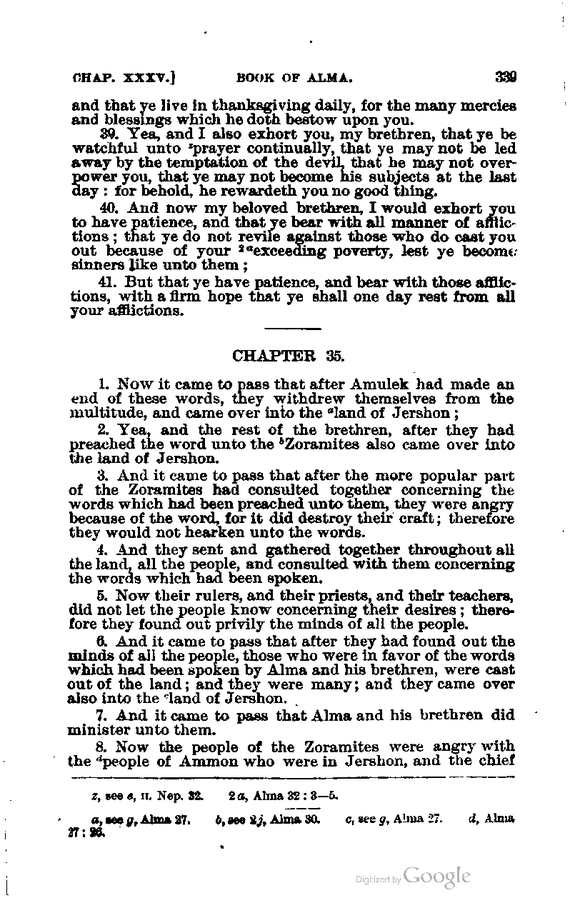 CHAP. XXXV.] BOOK OF ALMA. 339
and that ye live in thanksgiving daily, for the many mercies
and blessings which he doth bestow upon you.
39. Yea, and I also exhort you, my brethren, that ye be
watchful unto ᶻprayer continually, that ye may not be led
away by the temptation of the devil, that he may not over-
power you, that ye may not become his subjects at the last
day : for behold, he rewardeth you no good thing.
40. And now my beloved brethren, I would exhort you
to have patience, and that ye bear with all manner of afflic-
tions ; that ye do not revile against those who do cast you
out because of your ²ᵃexceeding poverty, lest ye become
sinners like unto them ;
41. But that ye have patience, and bear with those afflic-
tions, with a firm hope that ye shall one day rest from all
your afflictions.
CHAPTER 35.
1. Now it came to pass that after Amulek had made an
end of these words, they withdrew themselves from the
multitude, and came over into the ᵃland of Jershon ;
2. Yea, and the rest of the brethren, after they had
preached the word unto the ᵇZoramites also came over into
the land of Jershon.
3. And it came to pass that after the more popular part
of the Zoramites had consulted together concerning the
words which had been preached unto them, they were angry
because of the word, for it did destroy their craft ; therefore
they would not hearken unto the words.
4. And they sent and gathered together throughout all
the land, all the people, and consulted with them concerning
the words which had been spoken.
5. Now their rulers, and their priests, and their teachers,
did not let the people know concerning their desires ; there-
fore they found out privily the minds of all the people.
6. And it came to pass that after they had found out the
minds of all the people, those who were in favor of the words
which had been spoken by Alma and his brethren, were cast
out of the land ; and they were many ; and they came over
also into the ᶜland of Jershon.
7. And it came to pass that Alma and his brethren did
minister unto them.
8. Now the people of the Zoramites were angry with
the ᵈpeople of Ammon who were in Jershon, and the chief
z, see e, II. Nep. 32. 2a, Alma 32 : 3—5.
a, see g, Alma 27. b, see 2j, Alma 30. c, see g, Alma 27. d, Alma
27 : 26.
Digitized by Google